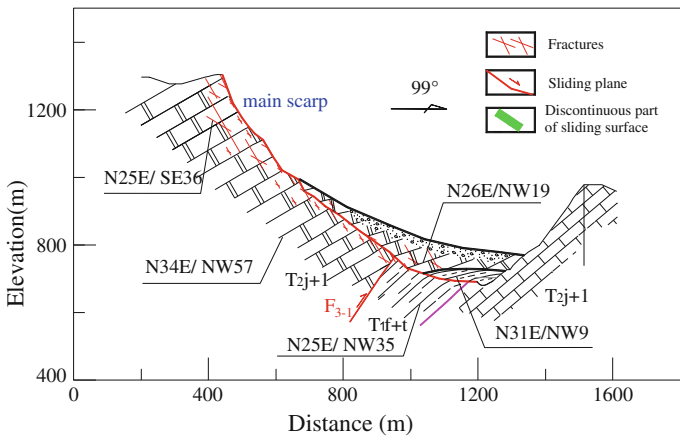 Fractures
99°
Sliding plane
main scarp
Discontinuous part
of sliding surface
1200
N25E/ SE36
N26E/NW19
1000
Elevation(m)
800
N34E/ NW57
T2j+1
T2j+1
F3-1
T1f+t
N31E/NW9
600
N25E/ NW35
400
0
400
800
1200
1600
Distance (m)